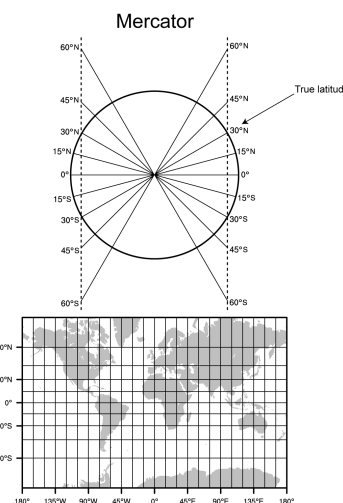 Mercator
60°N 60°N
True latitud
45°N 45°N
30°N 30°N
15°N 15°N
0° 0°
15°S 15°S
30°S 30°S
45°S 45°S
60°S 60°S
0°N
0°N
0°
0°S
0°S
180° 135°W 90°W 45°W 0° 45°E 90°E 135°E 180°